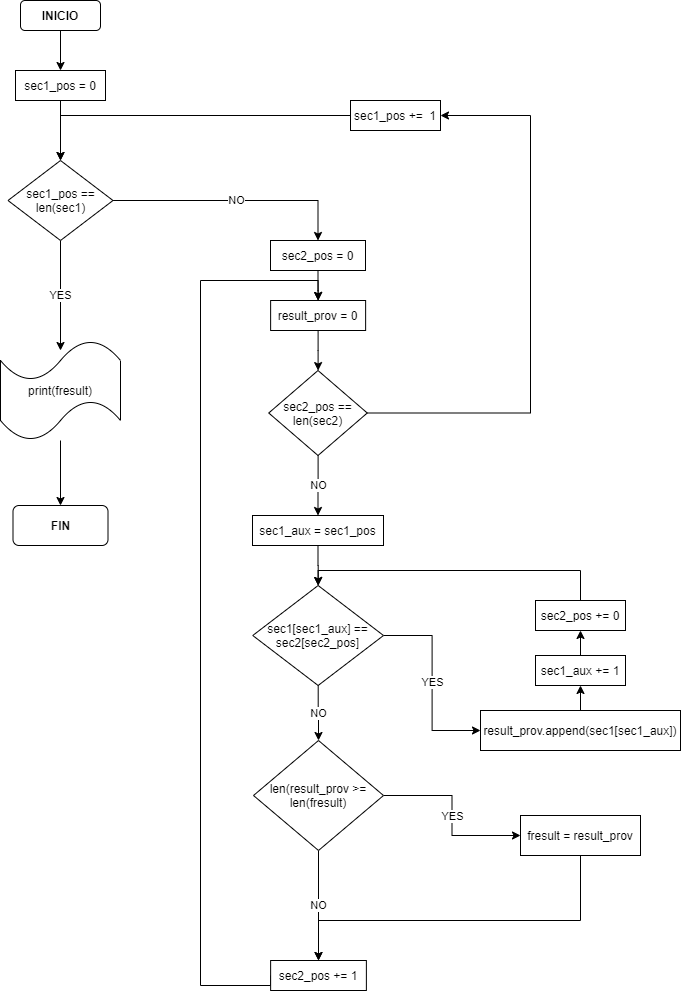 INICIO
sec1_pos = 0
sec1_pos += 1
sec1_pos ==
len(sec1)
NO
sec2_pos = 0
YES
result_prov = 0
print(fresult)
sec2_pos ==
len(sec2)
NO
FIN
sec1_aux = sec1_pos
sec1[sec1_aux] ==
sec2[sec2_pos]
sec2_pos += 0
sec1_aux += 1
YES
NO
result_prov.append(sec1[sec1_aux])
len(result_prov >=
len(fresult)
YES
fresult = result_prov
NO
sec2_pos += 1